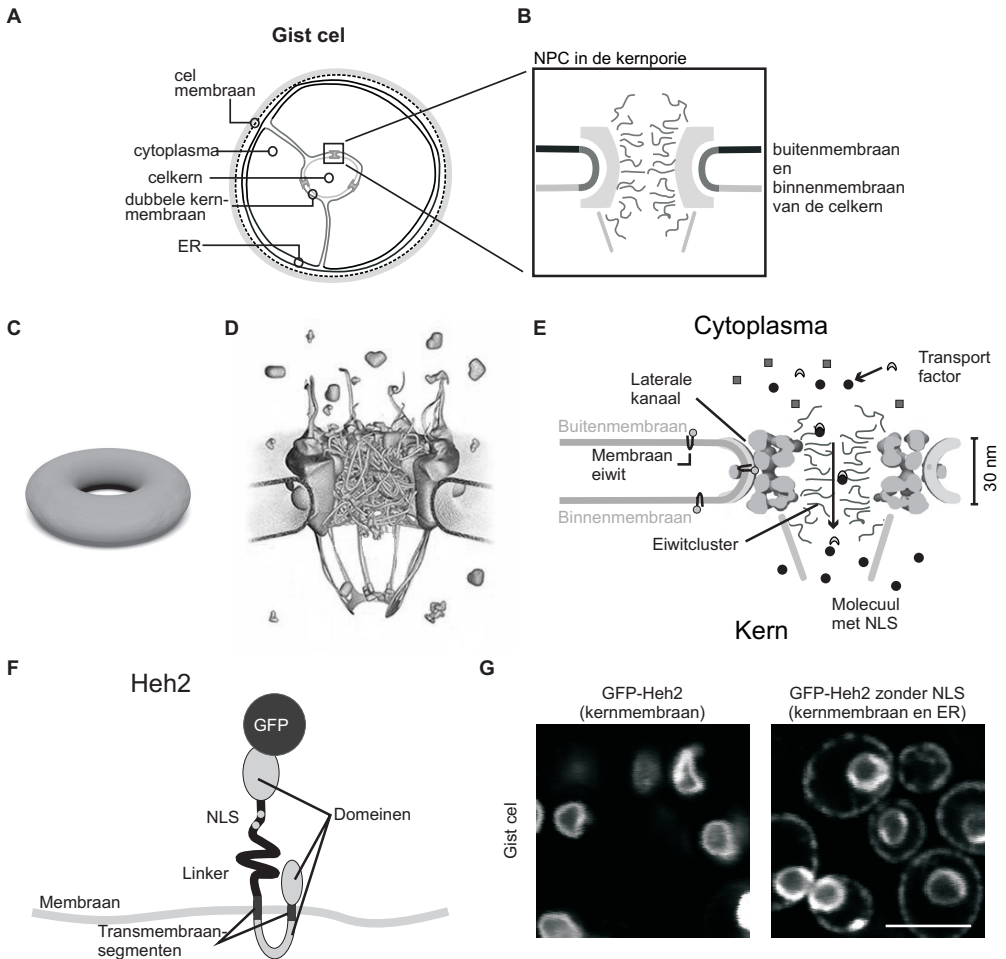 A
Gist cel
cel
membraan
cytoplasma
celkern
dubbele kern-
membraan
ER
B
NPC in de kernporie
buitenmembraan
en
binnenmembraan
van de celkern
C
D
E
Cytoplasma
Transport
factor
Laterale
kanaal
Buitenmembraan
Membraan
eiwit
30 nm
Binnenmembraan
Eiwitcluster
Molecuul
met NLS
Kern
F
Heh2
GFP
NLS
Domeinen
Linker
Membraan
Transmembraan-
segmenten
G
GFP-Heh2
(kernmembraan)
GFP-Heh2 zonder NLS
(kernmembraan en ER)
Gist cel